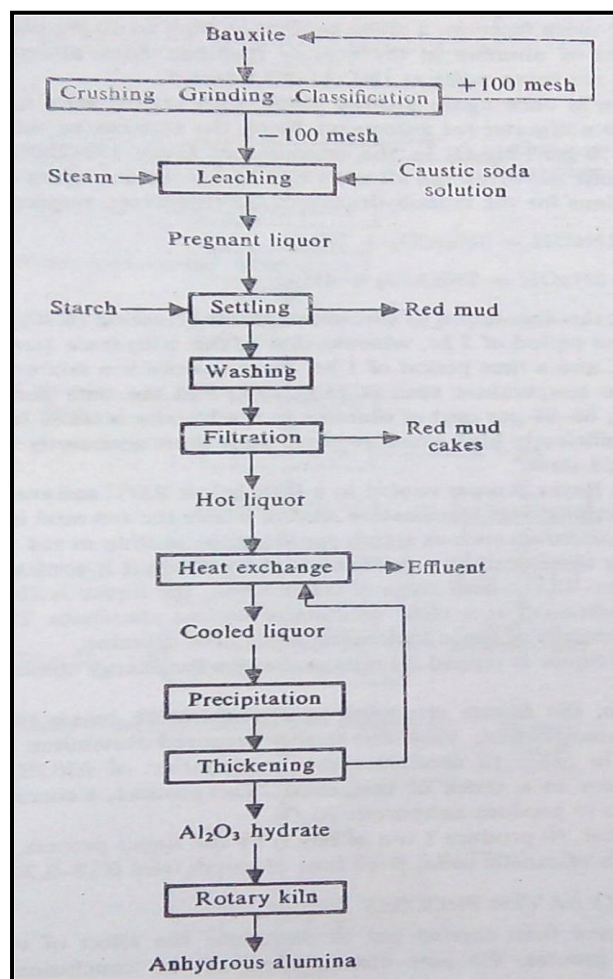 Bauxite
+100 mesh
Crushing Grinding Classification
-100 mesh
Steam
Leaching
Caustic soda
solution
Pregnant liquor
Starch
Settling
Red mud
Washing
Filtration
Red mud
cakes
Hot liquor
Heat exchange
Effluent
Cooled liquor
Precipitation
Thickening
Al₂O₃ hydrate
Rotary kiln
Anhydrous alumina